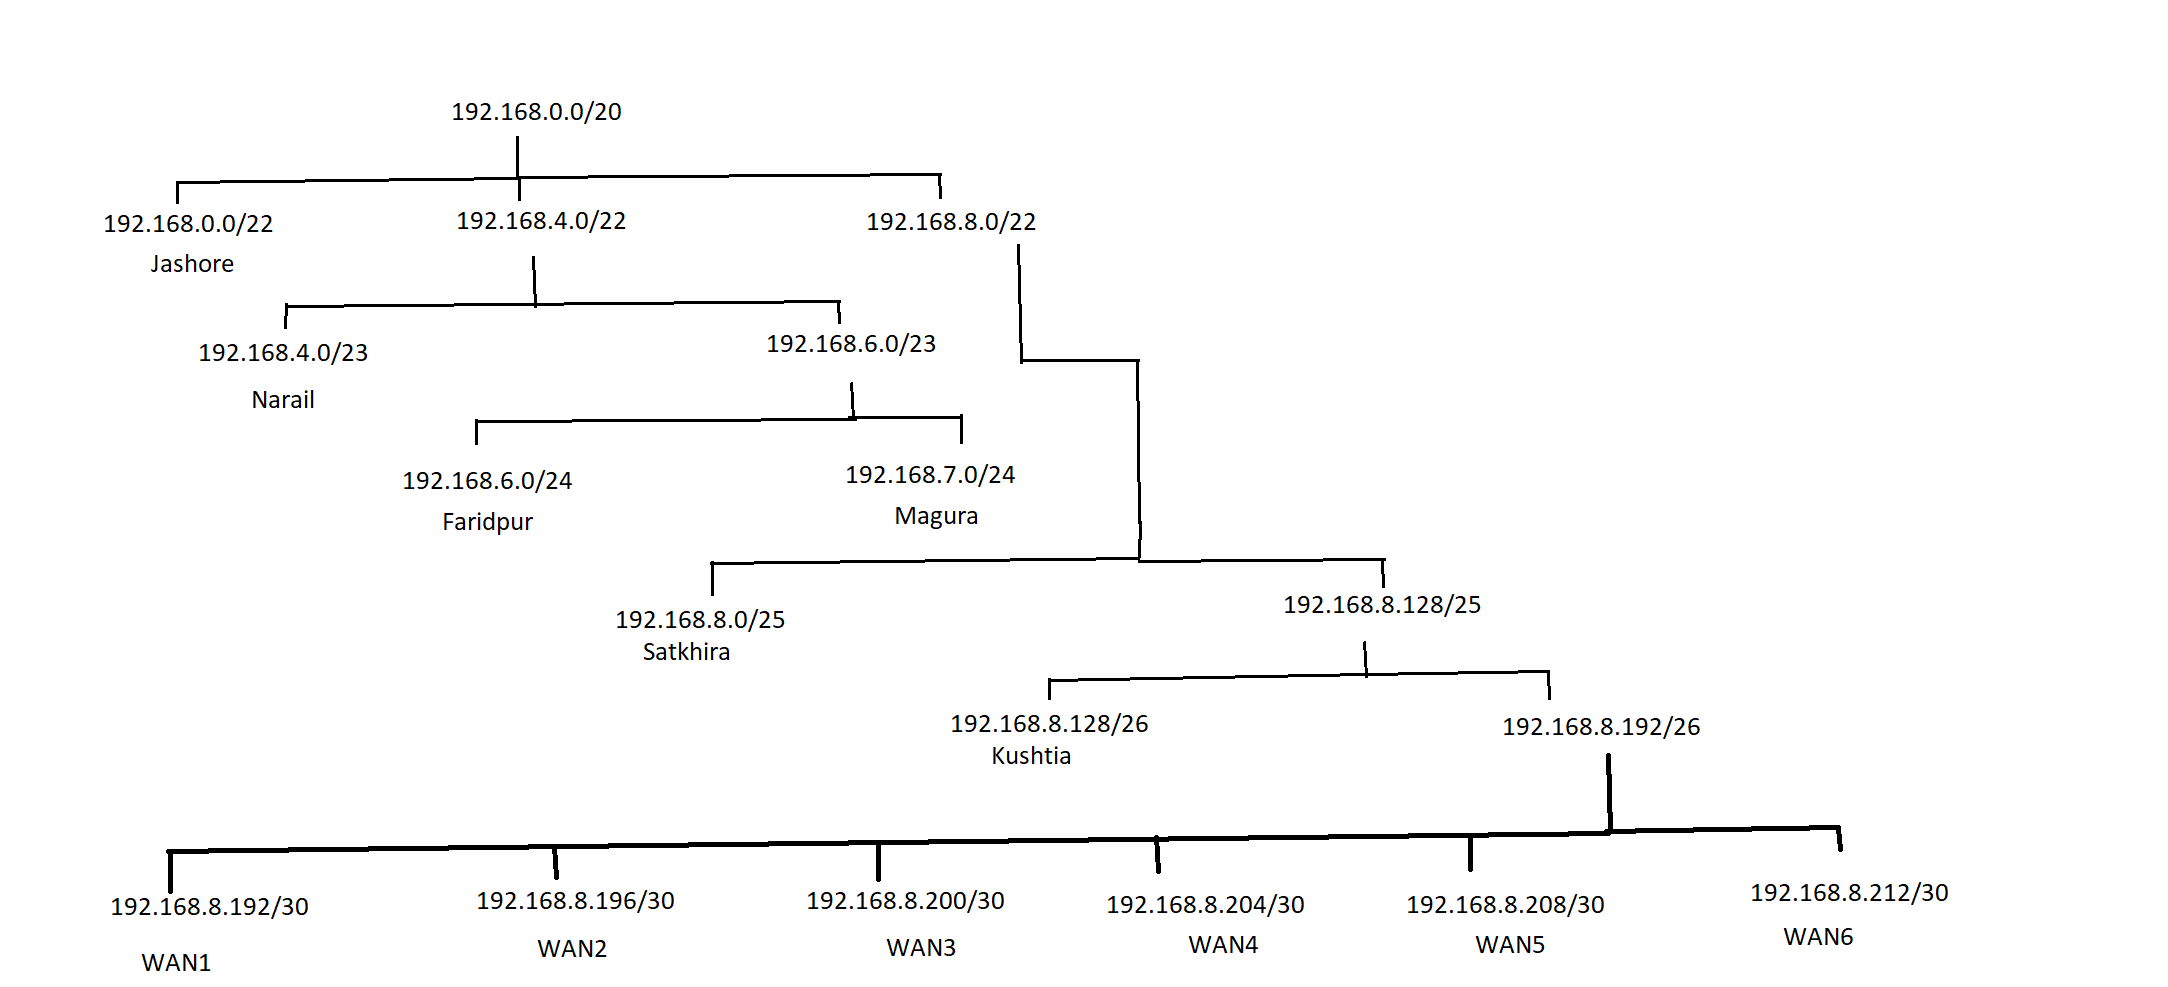 192.168.0.0/20
192.168.0.0/22
192.168.4.0/22
192.168.8.0/22
Jashore
192.168.4.0/23
192.168.6.0/23
Narail
192.168.6.0/24
192.168.7.0/24
Faridpur
Magura
192.168.8.0/25
192.168.8.128/25
Satkhira
192.168.8.128/26
192.168.8.192/26
Kushtia
192.168.8.192/30
192.168.8.196/30
192.168.8.200/30
192.168.8.204/30
192.168.8.208/30
192.168.8.212/30
WAN1
WAN2
WAN3
WAN4
WAN5
WAN6